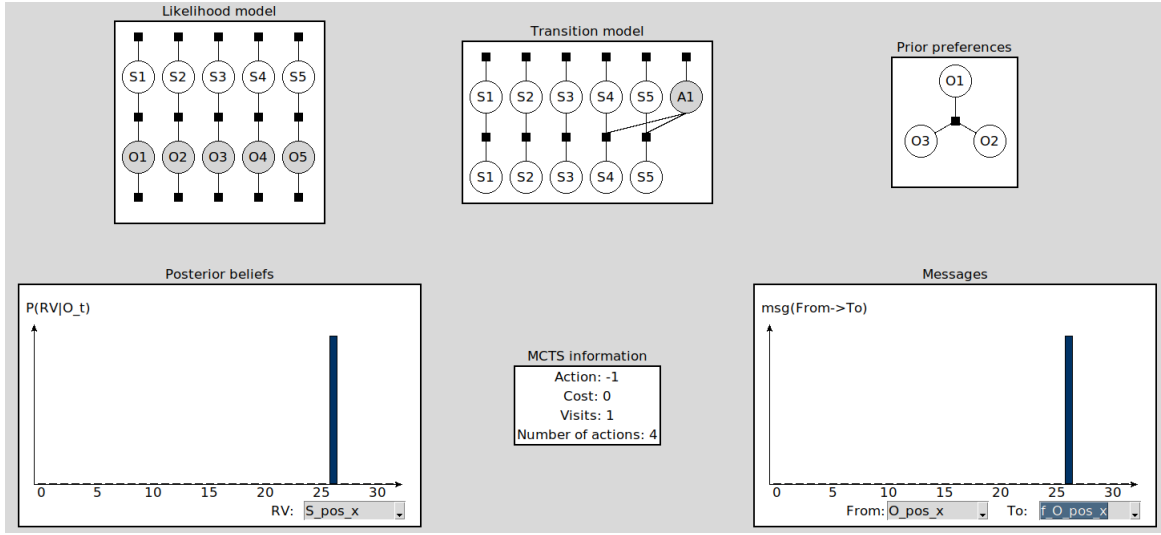 Likelihood model
S1 S2 S3 S4 S5
O1 O2 O3 O4 O5
Transition model
S1 S2 S3 S4 S5 A1
S1 S2 S3 S4 S5
Prior preferences
O1
O3 O2
Posterior beliefs
P(RV|O_t)
0 5 10 15 20 25 30
RV: S_pos_x
MCTS information
Action: -1
Cost: 0
Visits: 1
Number of actions: 4
Messages
msg(From->To)
0 5 10 15 20 25 30
From: O_pos_x To: f_O_pos_x